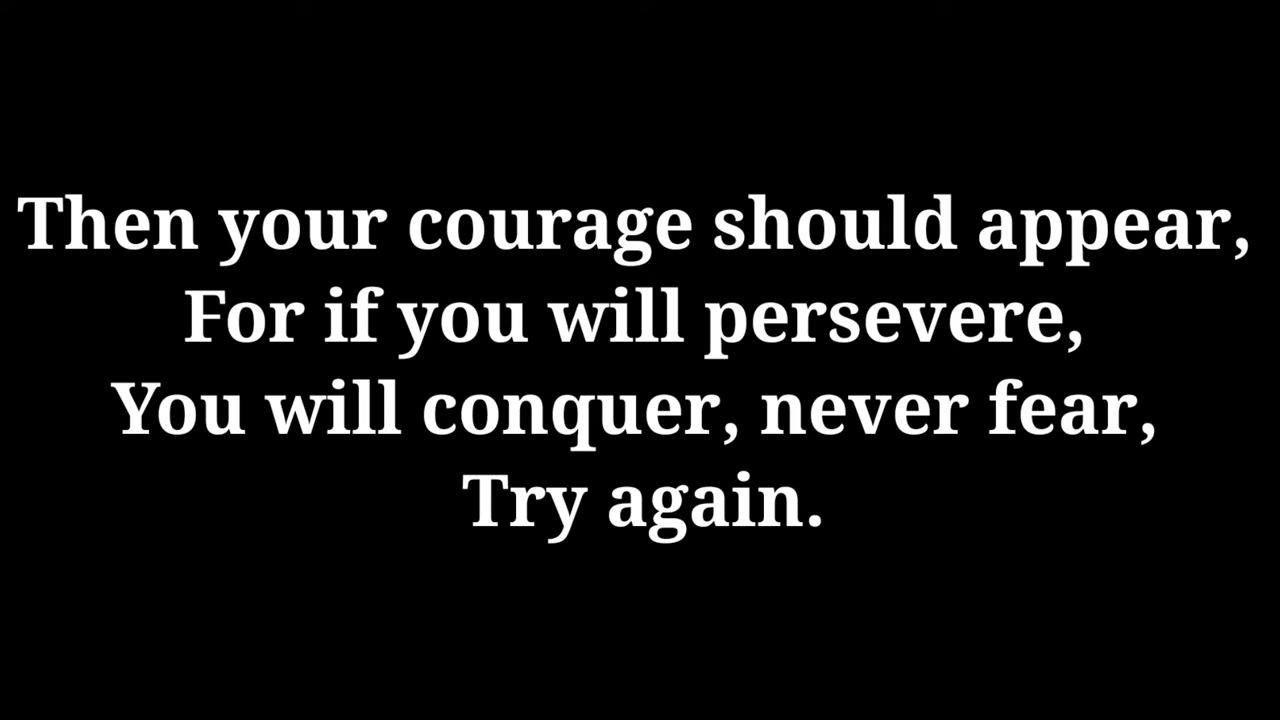 Then your courage should appear,
For if you will persevere,
You will conquer, never fear,
Try again.